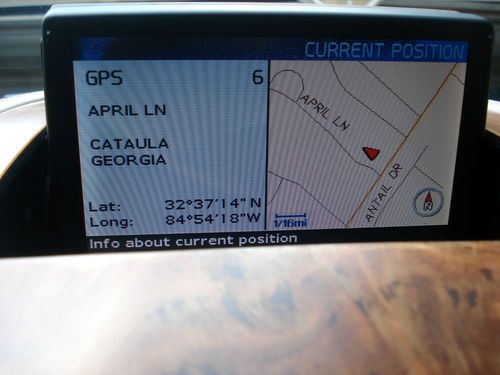 CURRENT POSITION
GPS 6
APRIL LN
CATAULA
GEORGIA
Lat: 32°37'14" N
Long: 84°54'18"W
Info about current position
APRIL LN
ANTAIL DR
1/16mi
N